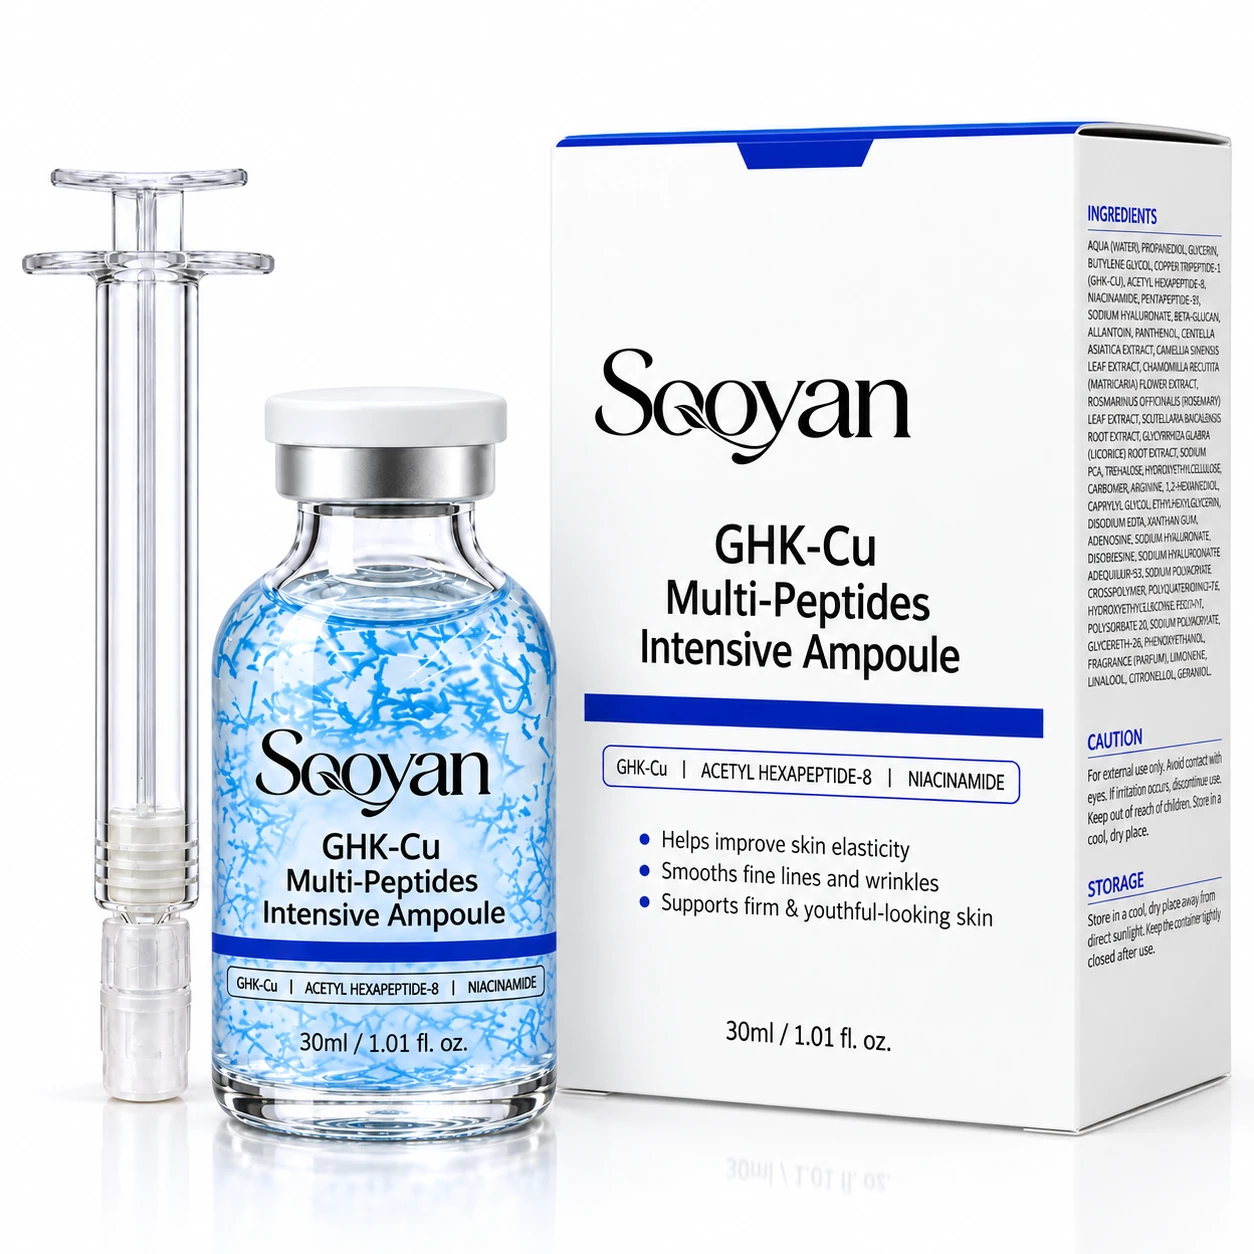 Sooyan
GHK-Cu
Multi-Peptides
Intensive Ampoule
GHK-Cu | ACETYL HEXAPEPTIDE-8 | NIACINAMIDE
30ml / 1.01 fl. oz.
Sooyan
GHK-Cu
Multi-Peptides
Intensive Ampoule
GHK-Cu | ACETYL HEXAPEPTIDE-8 | NIACINAMIDE
• Helps improve skin elasticity
• Smooths fine lines and wrinkles
• Supports firm & youthful-looking skin
30ml / 1.01 fl. oz.
INGREDIENTS
AQUA (WATER), PROPANEDIOL, GLYCERIN,
BUTYLENE GLYCOL, COPPER TRIPEPTIDE-1
(GHK-CU), ACETYL HEXAPEPTIDE-8,
NIACINAMIDE,
SODIUM HYALURONATE, BETA-GLUCAN,
ALLANTOIN, PANTHENOL, CENTELLA
ASIATICA EXTRACT, CAMELLIA SINENSIS
LEAF EXTRACT, CHAMOMILLA RECUTITA
(MATRICARIA) FLOWER EXTRACT,
ROSMARINUS OFFICINALIS (ROSEMARY)
LEAF EXTRACT, SCUTELLARIA BAICALENSIS
ROOT EXTRACT, GLYCYRRHIZA GLABRA
(LICORICE) ROOT EXTRACT, SODIUM
PCA, TREHALOSE, HYDROXYETHYLCELLULOSE,
CARBOMER, ARGININE, 1,2-HEXANEDIOL,
CAPRYLYL GLYCOL, ETHYLHEXYLGLYCERIN,
DISODIUM EDTA, XANTHAN GUM,
ADENOSINE, SODIUM HYALURONATE,
SODIUM
CROSSPOLYMER,
POLYSORBATE 20, SODIUM
GLYCERETH-26, PHENOXYETHANOL,
FRAGRANCE (PARFUM), LIMONENE,
LINALOOL, CITRONELLOL, GERANIOL.
CAUTION
For external use only. Avoid contact with
eyes. If irritation occurs, discontinue use.
Keep out of reach of children. Store in a
cool, dry place.
STORAGE
Store in a cool, dry place away from
direct sunlight. Keep the container tightly
closed after use.